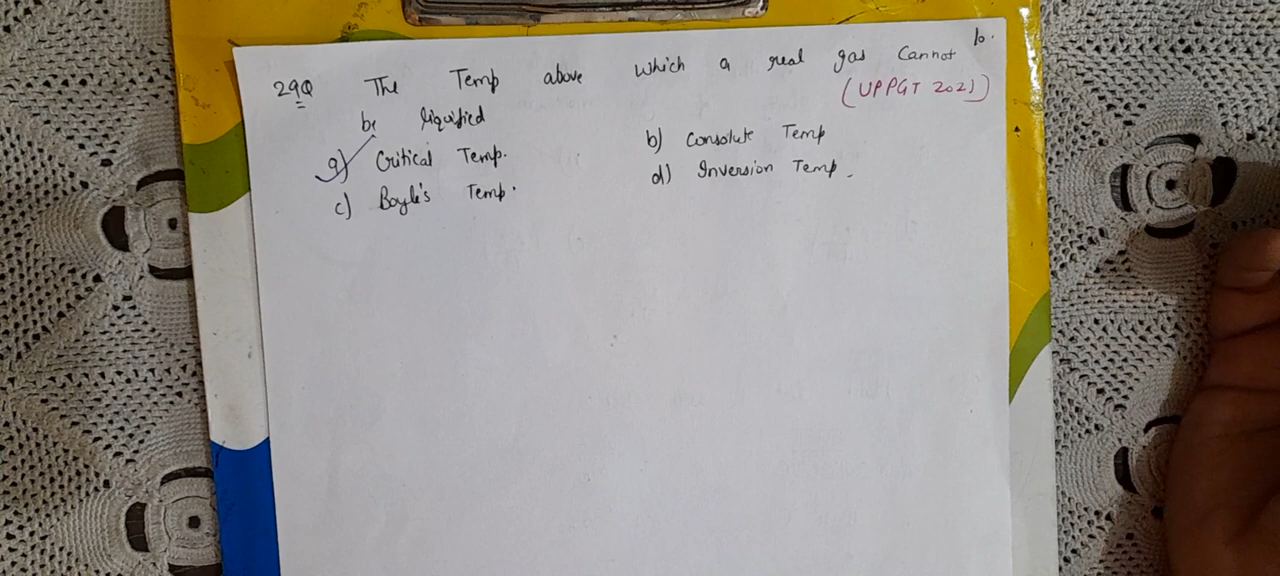 10.
29Q The Temp above which a real gas Cannot
(UPPGT 2021)
be liquified
a) Critical Temp.
b) Consolute Temp
c) Boyle's Temp.
d) Inversion Temp.